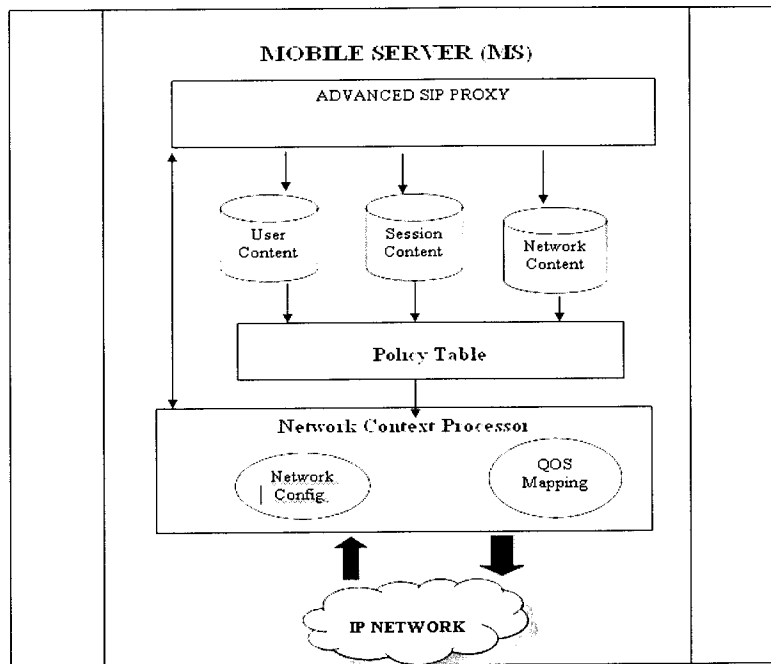 MOBILE SERVER (MS)
ADVANCED SIP PROXY
User
Content
Session
Content
Network
Content
Policy Table
Network Context Processor
Network
Config
QOS
Mapping
IP NETWORK